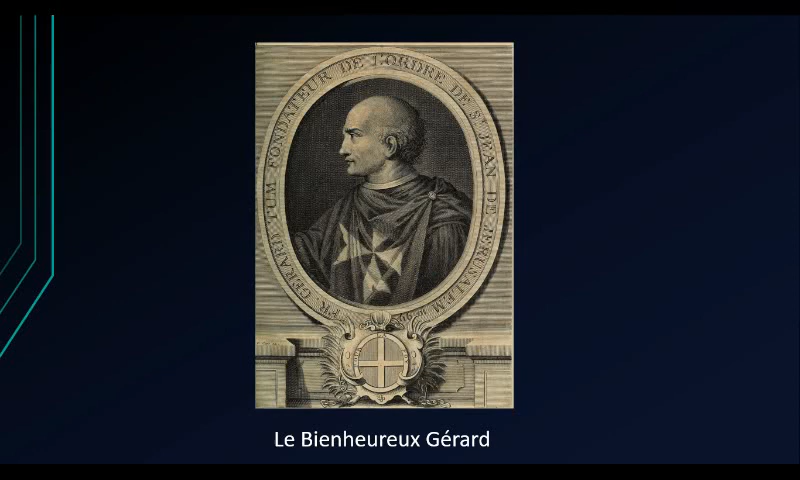 FR. GERARD TUM FONDATEUR DE L'ORDRE DE St. JEAN DE JERUSALEM
Le Bienheureux Gérard